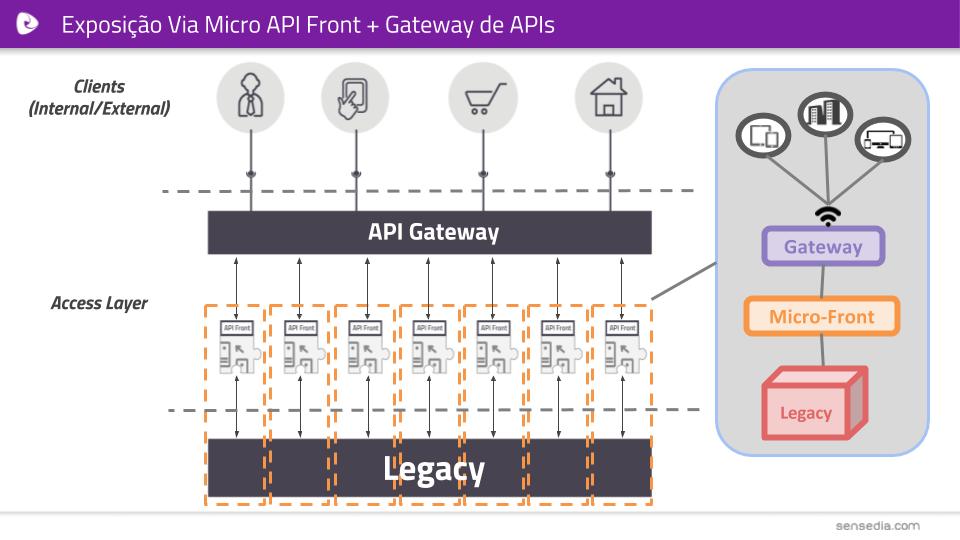 Exposição Via Micro API Front + Gateway de APIs
Clients
(Internal/External)
API Gateway
Access Layer
API Front
API Front
API Front
API Front
API Front
API Front
API Front
Legacy
Gateway
Micro-Front
Legacy
sensedia.com